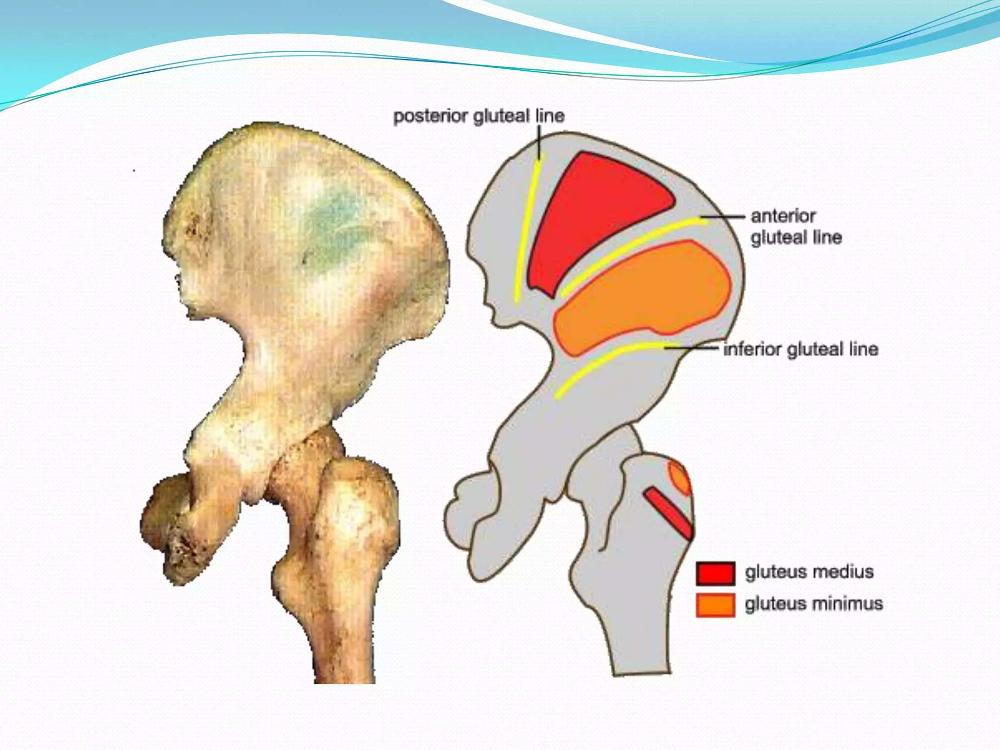 posterior gluteal line
anterior
gluteal line
inferior gluteal line
gluteus medius
gluteus minimus